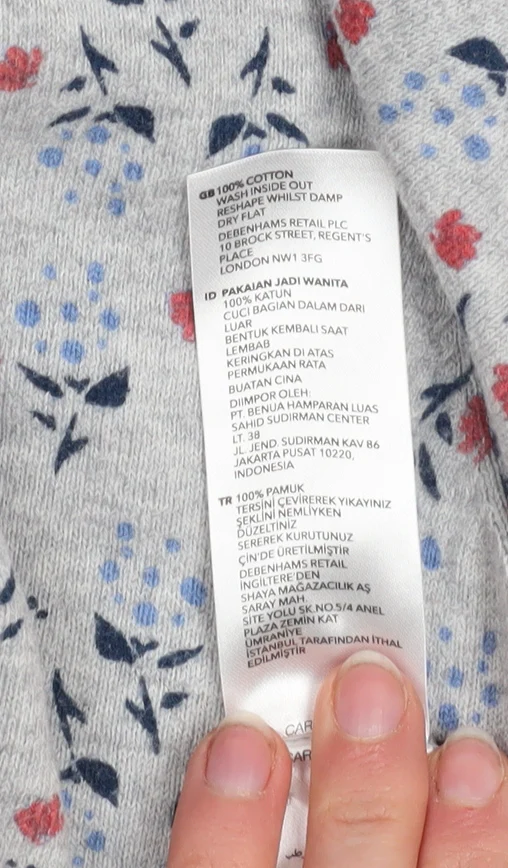 GB 100% COTTON
WASH INSIDE OUT
RESHAPE WHILST DAMP
DRY FLAT
DEBENHAMS RETAIL PLC
10 BROCK STREET, REGENT'S
PLACE
LONDON NW1 3FG
ID PAKAIAN JADI WANITA
100% KATUN
CUCI BAGIAN DALAM DARI
LUAR
BENTUK KEMBALI SAAT
LEMBAB
KERINGKAN DI ATAS
PERMUKAAN RATA
BUATAN CINA
DIIMPOR OLEH:
PT. BENUA HAMPARAN LUAS
SAHID SUDIRMAN CENTER
LT. 38
JL. JEND. SUDIRMAN KAV 86
JAKARTA PUSAT 10220,
INDONESIA
TR 100% PAMUK
TERSİNİ ÇEVİREREK YIKAYINIZ
ŞEKLİNİ NEMLİYKEN
DÜZELTİNİZ
SEREREK KURUTUNUZ
ÇİN'DE ÜRETİLMİŞTİR
DEBENHAMS RETAIL
İNGİLTERE'DEN
SHAYA MAĞAZACILIK AŞ
SARAY MAH.
SİTE YOLU SK.NO.5/4 ANEL
PLAZA ZEMİN KAT
ÜMRANİYE
İSTANBUL TARAFINDAN İTHAL
EDİLMİŞTİR